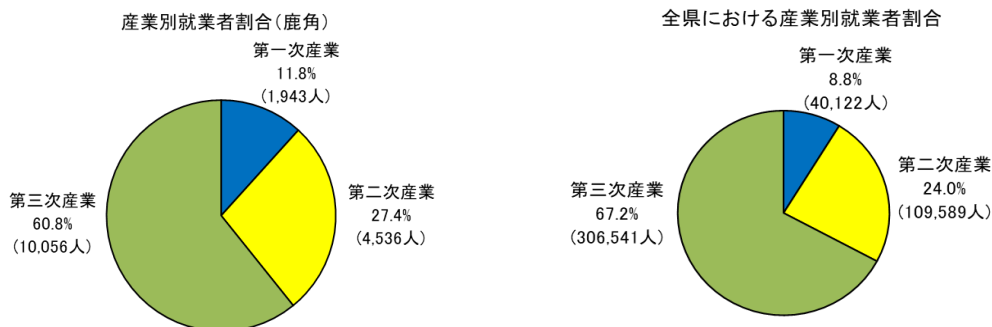 産業別就業者割合(鹿角)
第一次産業
11.8%
(1,943人)
第二次産業
27.4%
(4,536人)
第三次産業
60.8%
(10,056人)
全県における産業別就業者割合
第一次産業
8.8%
(40,122人)
第二次産業
24.0%
(109,589人)
第三次産業
67.2%
(306,541人)